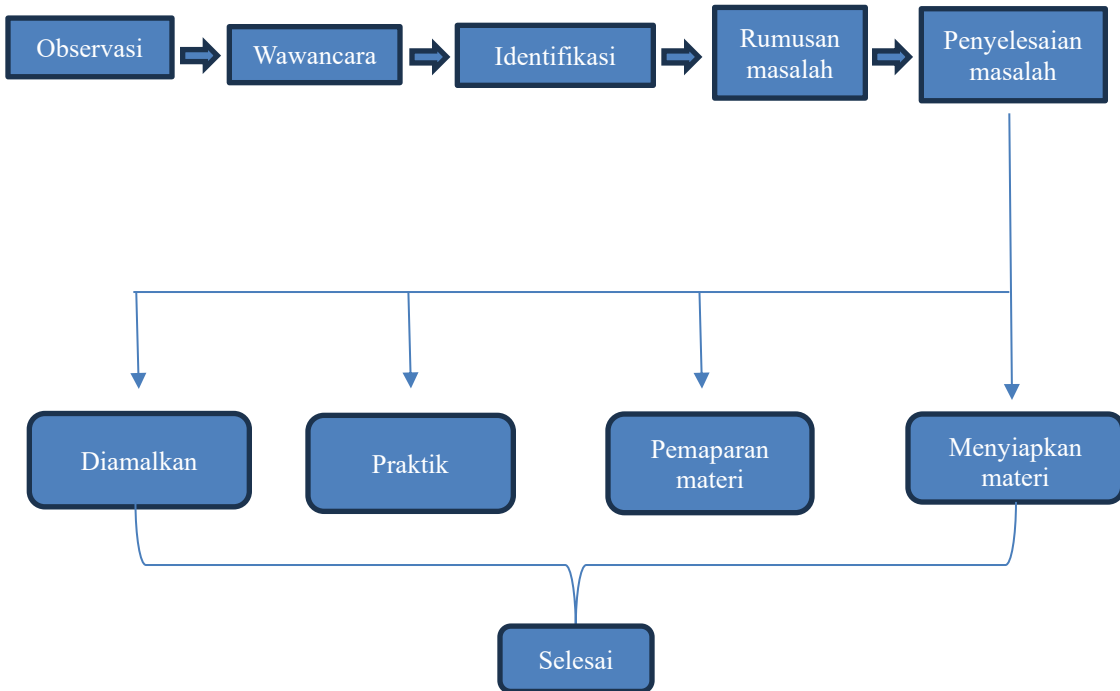 Observasi
Wawancara
Identifikasi
Rumusan
masalah
Penyelesaian
masalah
Diamalkan
Praktik
Pemaparan
materi
Menyiapkan
materi
Selesai